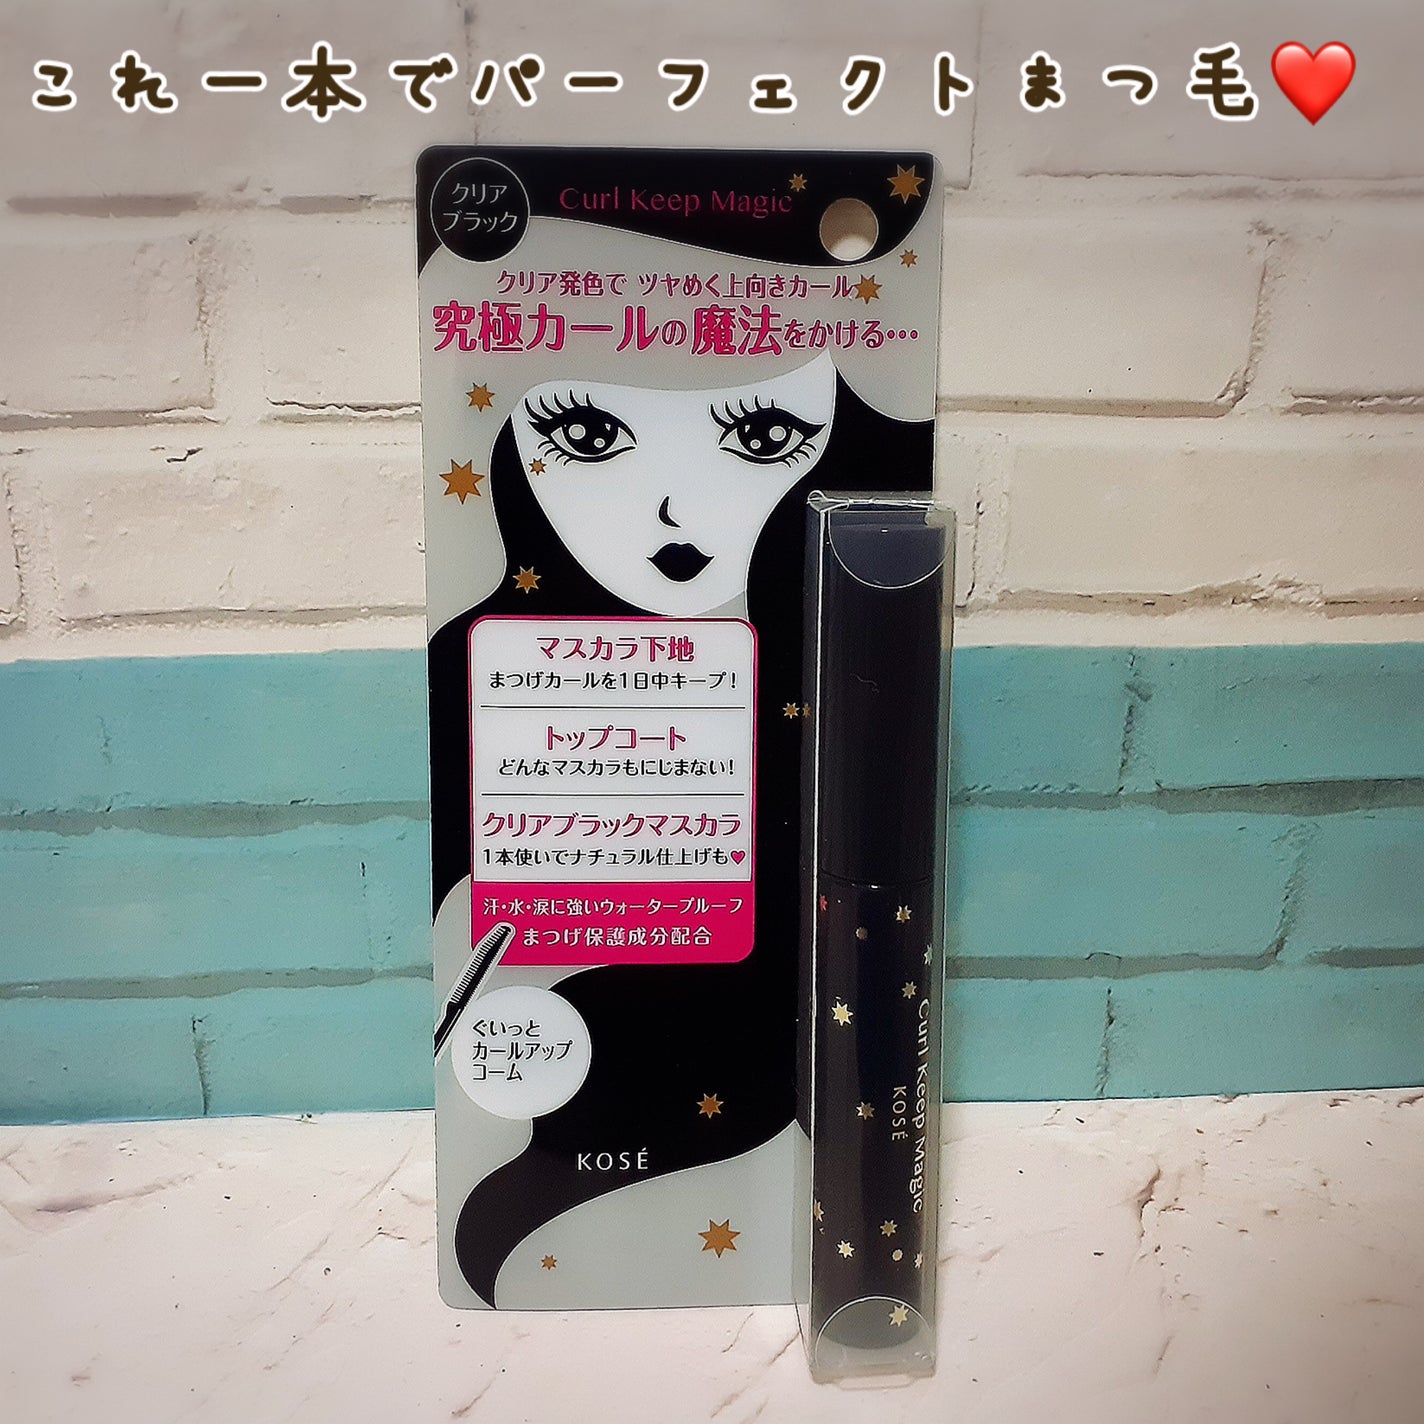 これ一本でパーフェクトまつ毛❤️
クリア
ブラック
Curl Keep Magic
クリア発色で ツヤめく上向きカール
究極カールの魔法をかける…
マスカラ下地
まつげカールを1日中キープ!
トップコート
どんなマスカラもにじまない!
クリアブラックマスカラ
1本使いでナチュラル仕上げも♥
汗・水・涙に強いウォータープルーフ
まつげ保護成分配合
ぐいっと
カールアップ
コーム
KOSÉ
Curl Keep Magic
KOSÉ